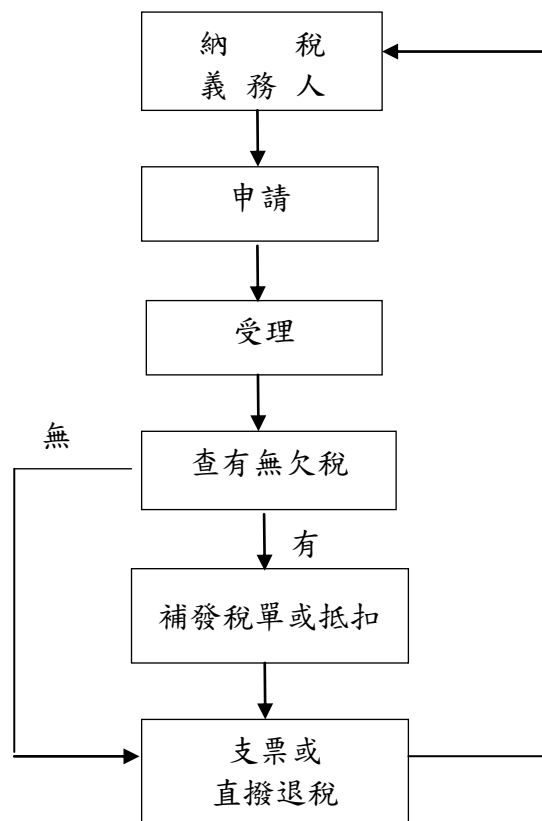 納 稅
義 務 人
申請
受理
無
查有無欠稅
有
補發稅單或抵扣
支票或
直撥退稅